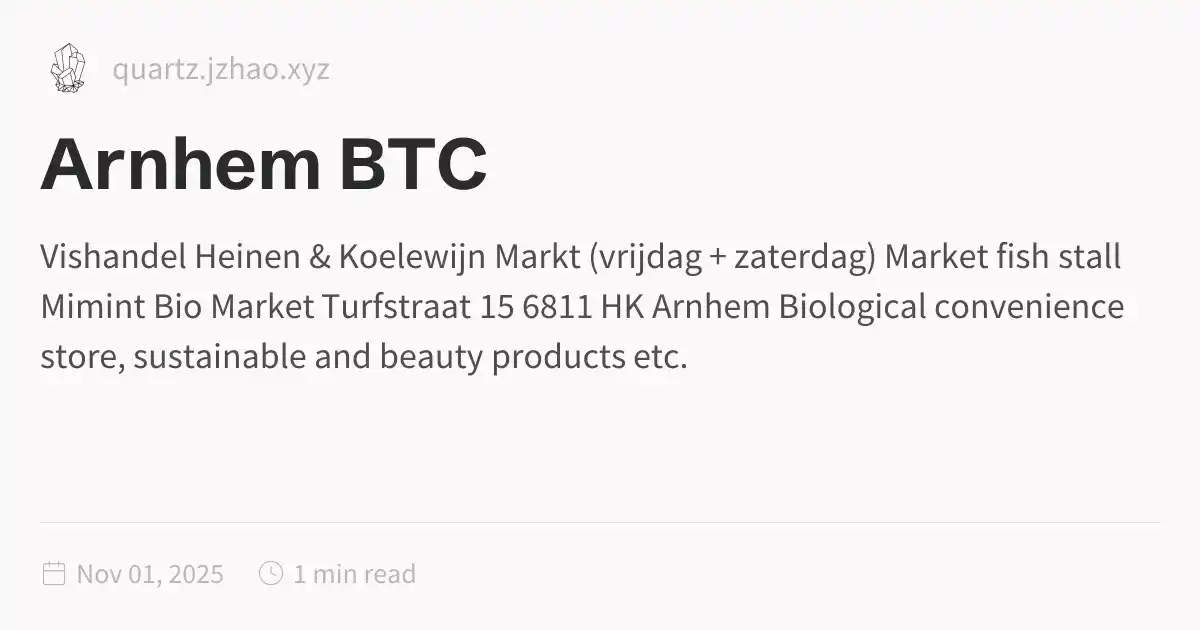 quartz.jzhao.xyz
Arnhem BTC
Vishandel Heinen & Koelewijn Markt (vrijdag + zaterdag) Market fish stall
Mimint Bio Market Turfstraat 15 6811 HK Arnhem Biological convenience
store, sustainable and beauty products etc.
Nov 01, 2025 1 min read